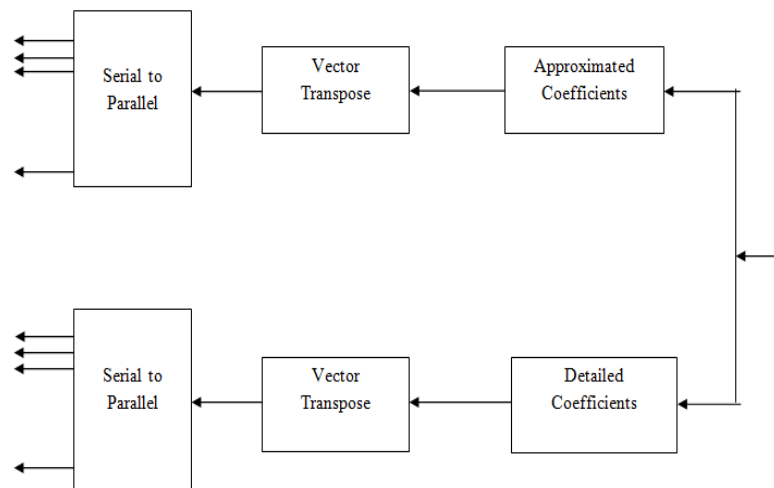 Serial to
Parallel
Vector
Transpose
Approximated
Coefficients
Serial to
Parallel
Vector
Transpose
Detailed
Coefficients